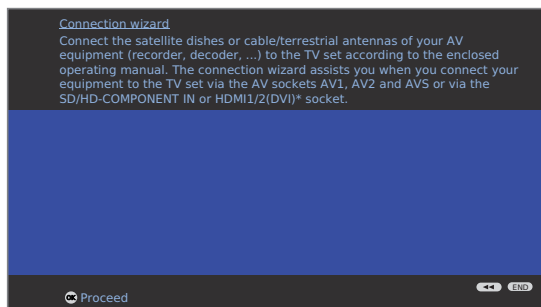 Connection wizard
Connect the satellite dishes or cable/terrestrial antennas of your AV
equipment (recorder, decoder, ...) to the TV set according to the enclosed
operating manual. The connection wizard assists you when you connect your
equipment to the TV set via the AV sockets AV1, AV2 and AVS or via the
SD/HD-COMPONENT IN or HDMI1/2(DVI)* socket.
END
OK Proceed